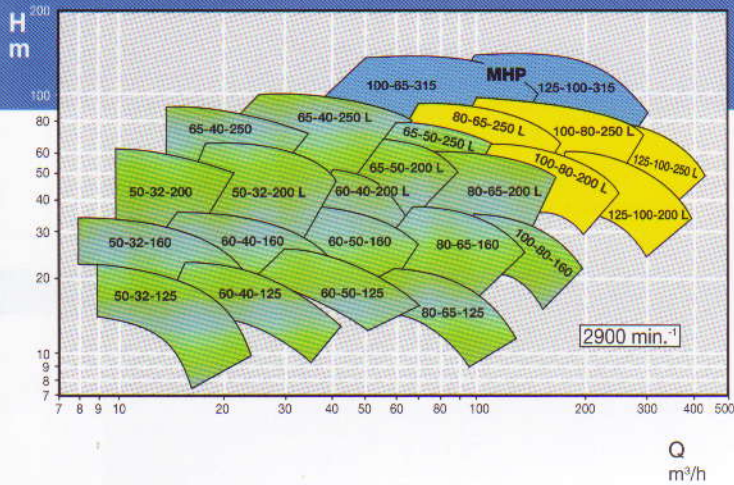 H
m
200
100
80
60
50
40
30
20
10
9
8
7
MHP
100-65-315
125-100-315
65-40-250
65-40-250 L
65-50-250 L
80-65-250 L
100-80-250 L
125-100-250 L
50-32-200
50-32-200 L
60-40-200 L
65-50-200 L
80-65-200 L
100-80-200 L
125-100-200 L
50-32-160
60-40-160
60-50-160
80-65-160
100-80-160
50-32-125
60-40-125
60-50-125
80-65-125
2900 min.⁻¹
7 8 9 10 20 30 40 50 60 80 100 200 300 400 500
Q
m³/h